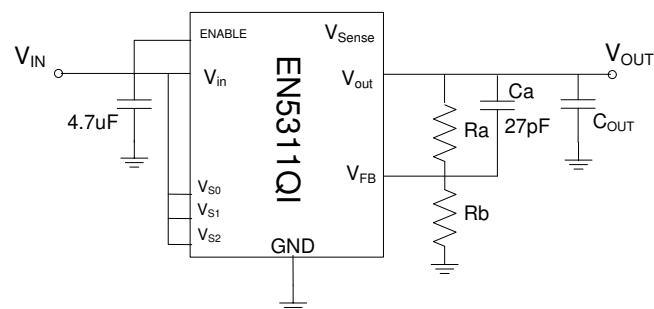 ENABLE
V_Sense
V_IN
V_in
V_out
V_OUT
4.7uF
EN5311QI
Ca
27pF
Ra
C_OUT
V_FB
V_S0
V_S1
V_S2
Rb
GND